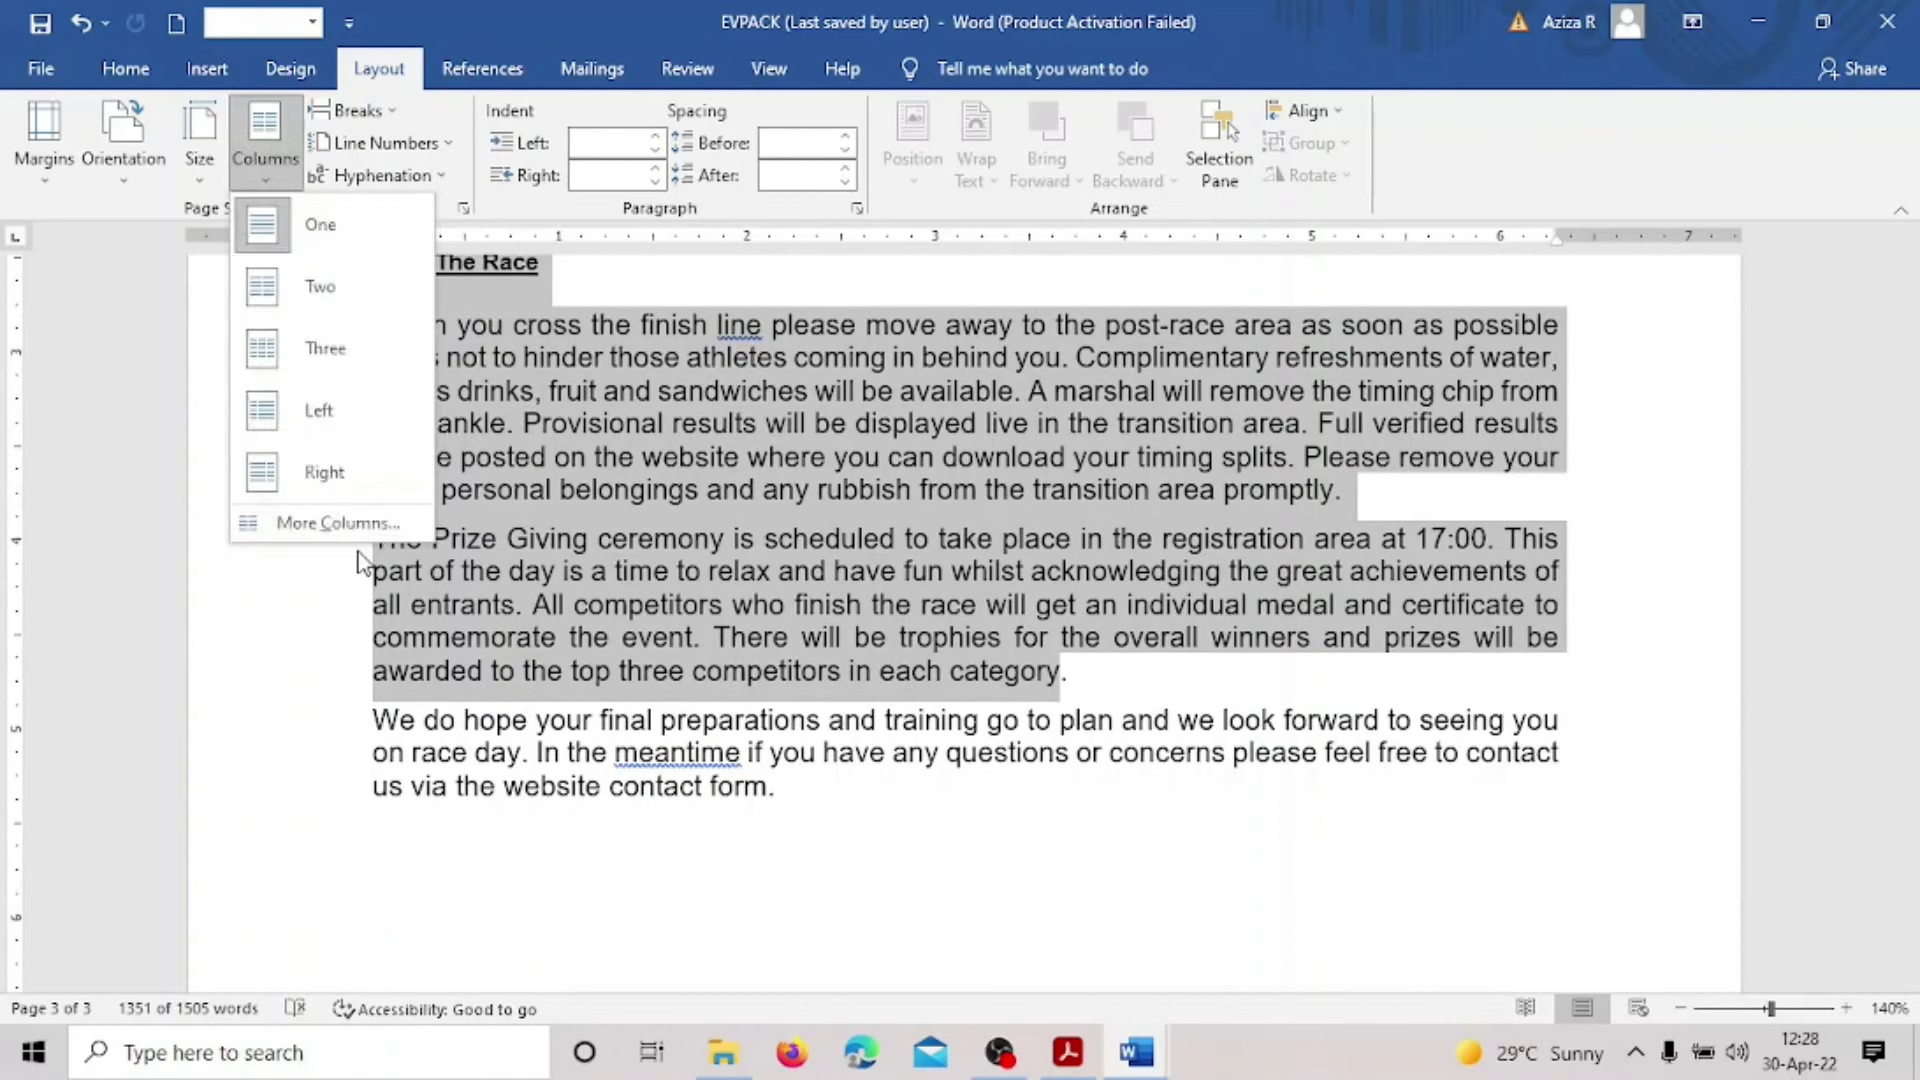 EVPACK (Last saved by user) - Word (Product Activation Failed)
Aziza R
File Home Insert Design Layout References Mailings Review View Help Tell me what you want to do Share
Margins Orientation Size Columns
Breaks
Line Numbers
Hyphenation
Page S
Indent
Left:
Right:
Spacing
Before:
After:
Paragraph
Position
Wrap Text
Bring Forward
Send Backward
Selection Pane
Align
Group
Rotate
Arrange
One
Two
Three
Left
Right
More Columns...
L
1 2 3 4 5 6 7
3
4
5
6
The Race
n you cross the finish line please move away to the post-race area as soon as possible
s not to hinder those athletes coming in behind you. Complimentary refreshments of water,
s drinks, fruit and sandwiches will be available. A marshal will remove the timing chip from
ankle. Provisional results will be displayed live in the transition area. Full verified results
e posted on the website where you can download your timing splits. Please remove your
personal belongings and any rubbish from the transition area promptly.
The Prize Giving ceremony is scheduled to take place in the registration area at 17:00. This
part of the day is a time to relax and have fun whilst acknowledging the great achievements of
all entrants. All competitors who finish the race will get an individual medal and certificate to
commemorate the event. There will be trophies for the overall winners and prizes will be
awarded to the top three competitors in each category.
We do hope your final preparations and training go to plan and we look forward to seeing you
on race day. In the meantime if you have any questions or concerns please feel free to contact
us via the website contact form.
Page 3 of 3 1351 of 1505 words Accessibility: Good to go 140%
Type here to search
29°C Sunny
12:28
30-Apr-22